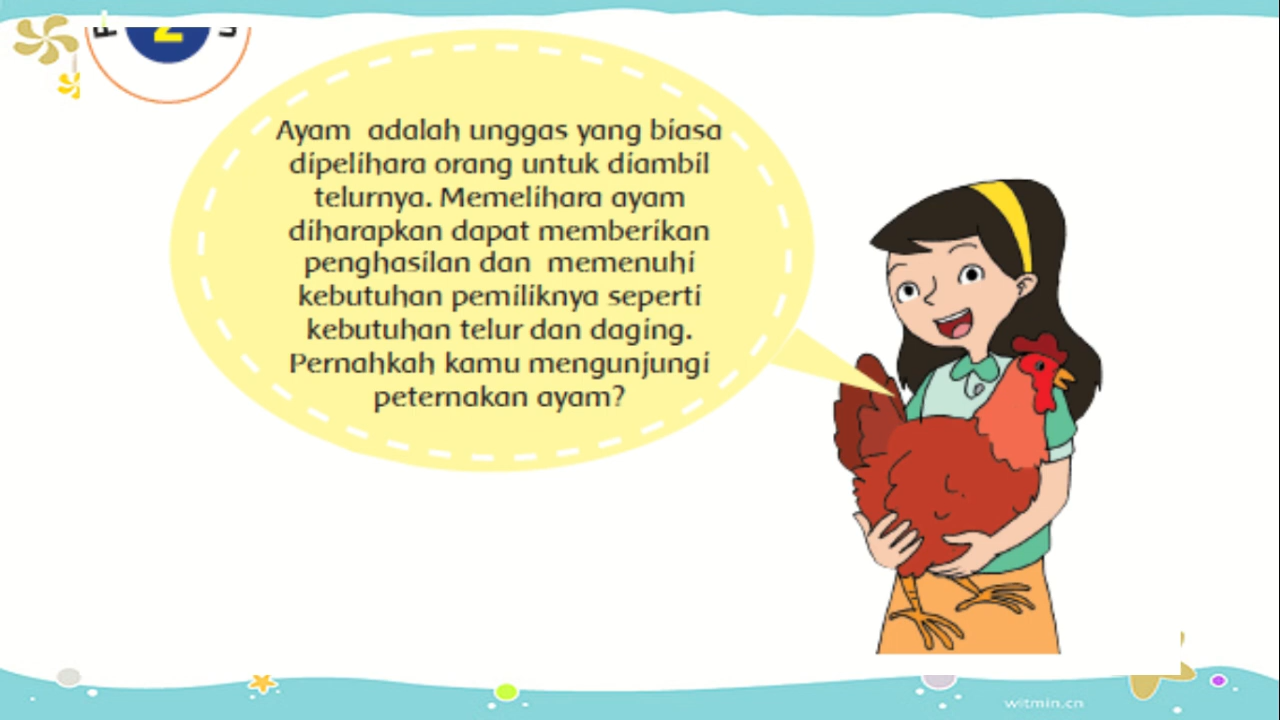 2
Ayam adalah unggas yang biasa
dipelihara orang untuk diambil
telurnya. Memelihara ayam
diharapkan dapat memberikan
penghasilan dan memenuhi
kebutuhan pemiliknya seperti
kebutuhan telur dan daging.
Pernahkah kamu mengunjungi
peternakan ayam?
witmin.cn